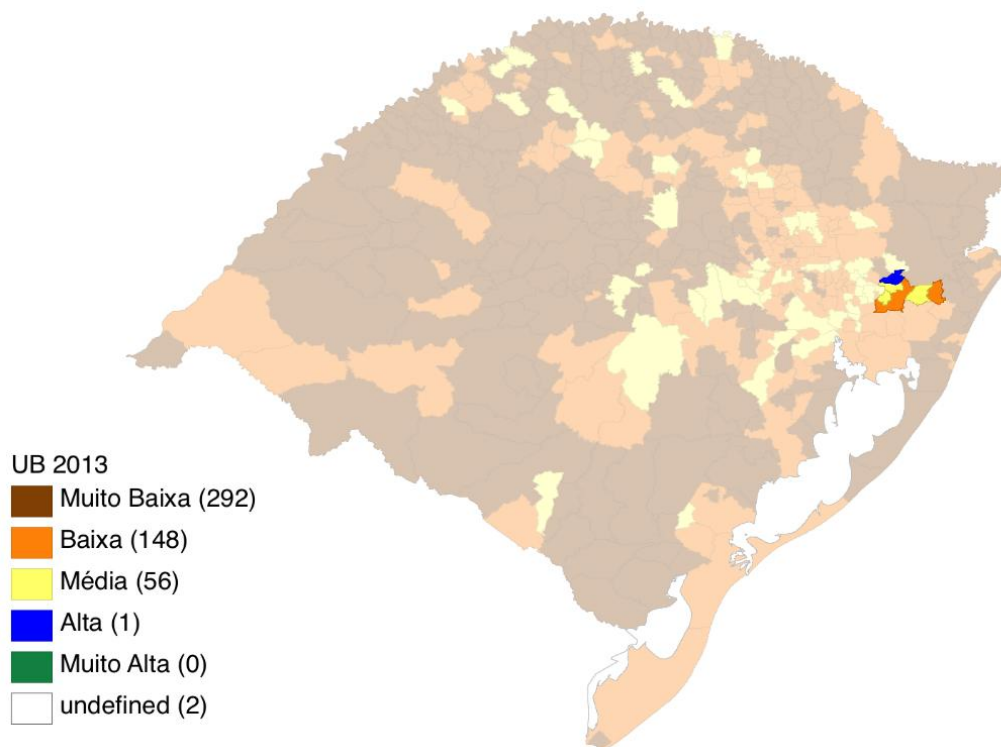 UB 2013
Muito Baixa (292)
Baixa (148)
Média (56)
Alta (1)
Muito Alta (0)
undefined (2)